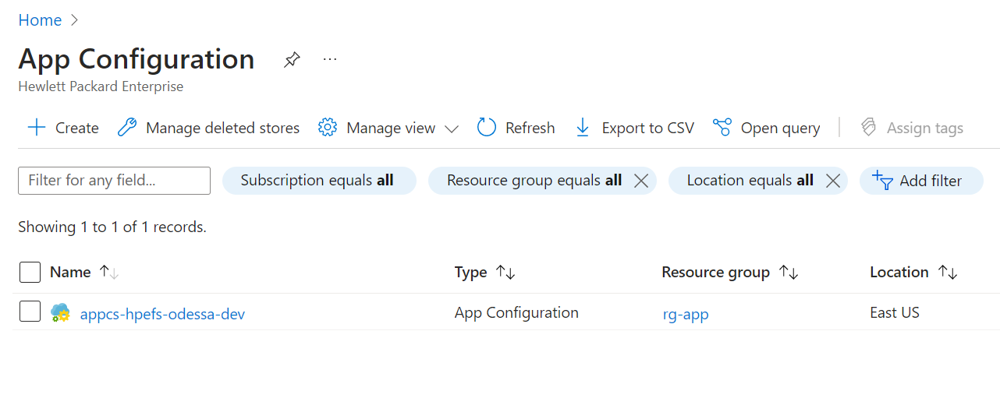 Home
App Configuration
Hewlett Packard Enterprise
Create Manage deleted stores Manage view Refresh Export to CSV Open query Assign tags
Filter for any field... Subscription equals all Resource group equals all Location equals all Add filter
Showing 1 to 1 of 1 records.
Name Type Resource group Location
appcs-hpefs-odessa-dev App Configuration rg-app East US